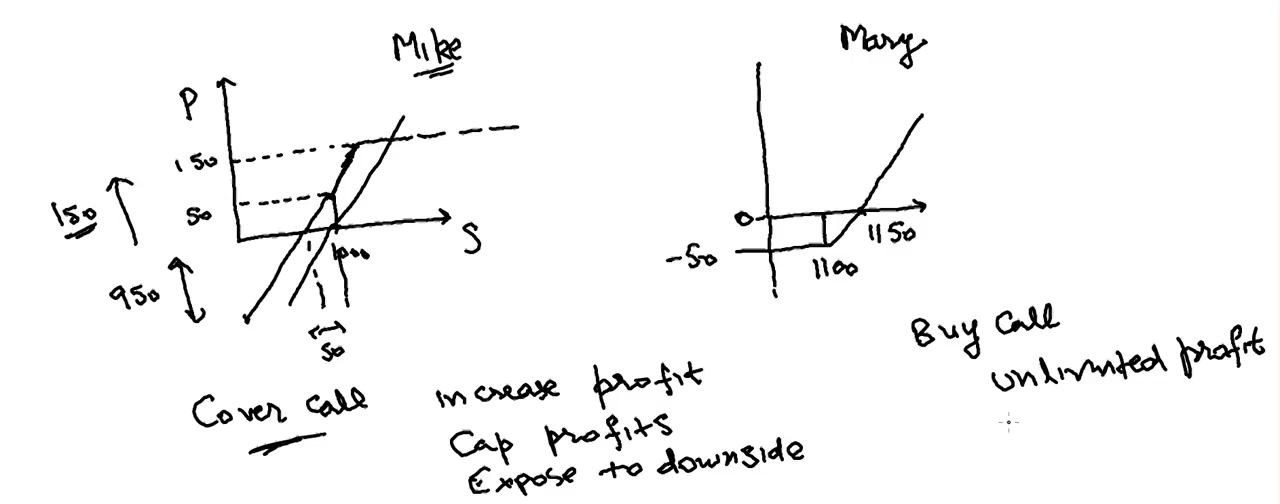 Mike
P
150
50
150
950
1000
S
50
Cover call
increase profit
Cap profits
Expose to downside
Mary
0
-50
1100
1150
Buy call
unlimited profit